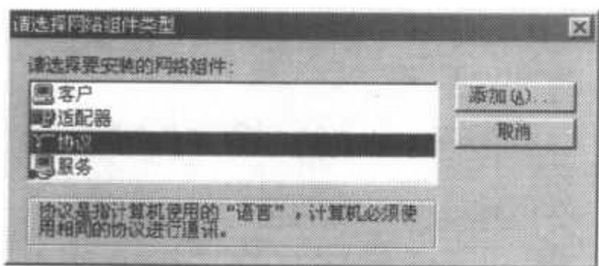 请选择网络组件类型
请选择要安装的网络组件:
客户
适配器
协议
服务
添加(A)...
取消
协议是指计算机使用的“语言”，计算机必须使
用相同的协议进行通讯。